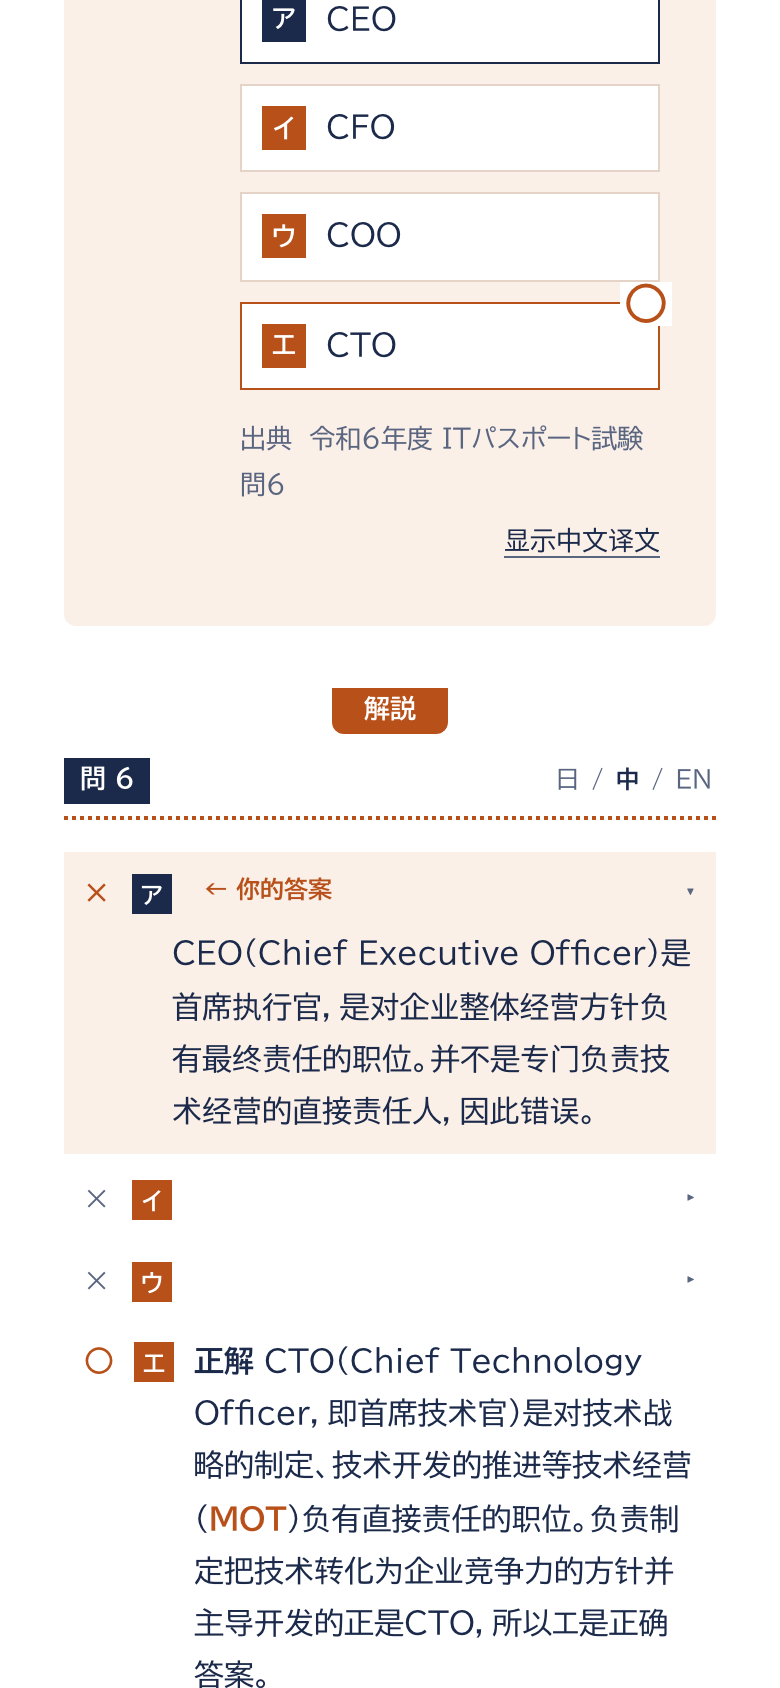 ア CEO
イ CFO
ウ COO
エ CTO
出典 令和6年度 ITパスポート試験
問6
显示中文译文
解説
問 6
日 / 中 / EN
× ア ← 你的答案
CEO(Chief Executive Officer)是
首席执行官，是对企业整体经营方针负
有最终责任的职位。并不是专门负责技
术经营的直接责任人，因此错误。
× イ
× ウ
○ エ 正解 CTO(Chief Technology
Officer，即首席技术官)是对技术战
略的制定、技术开发的推进等技术经营
(MOT)负有直接责任的职位。负责制
定把技术转化为企业竞争力的方针并
主导开发的正是CTO，所以エ是正确
答案。